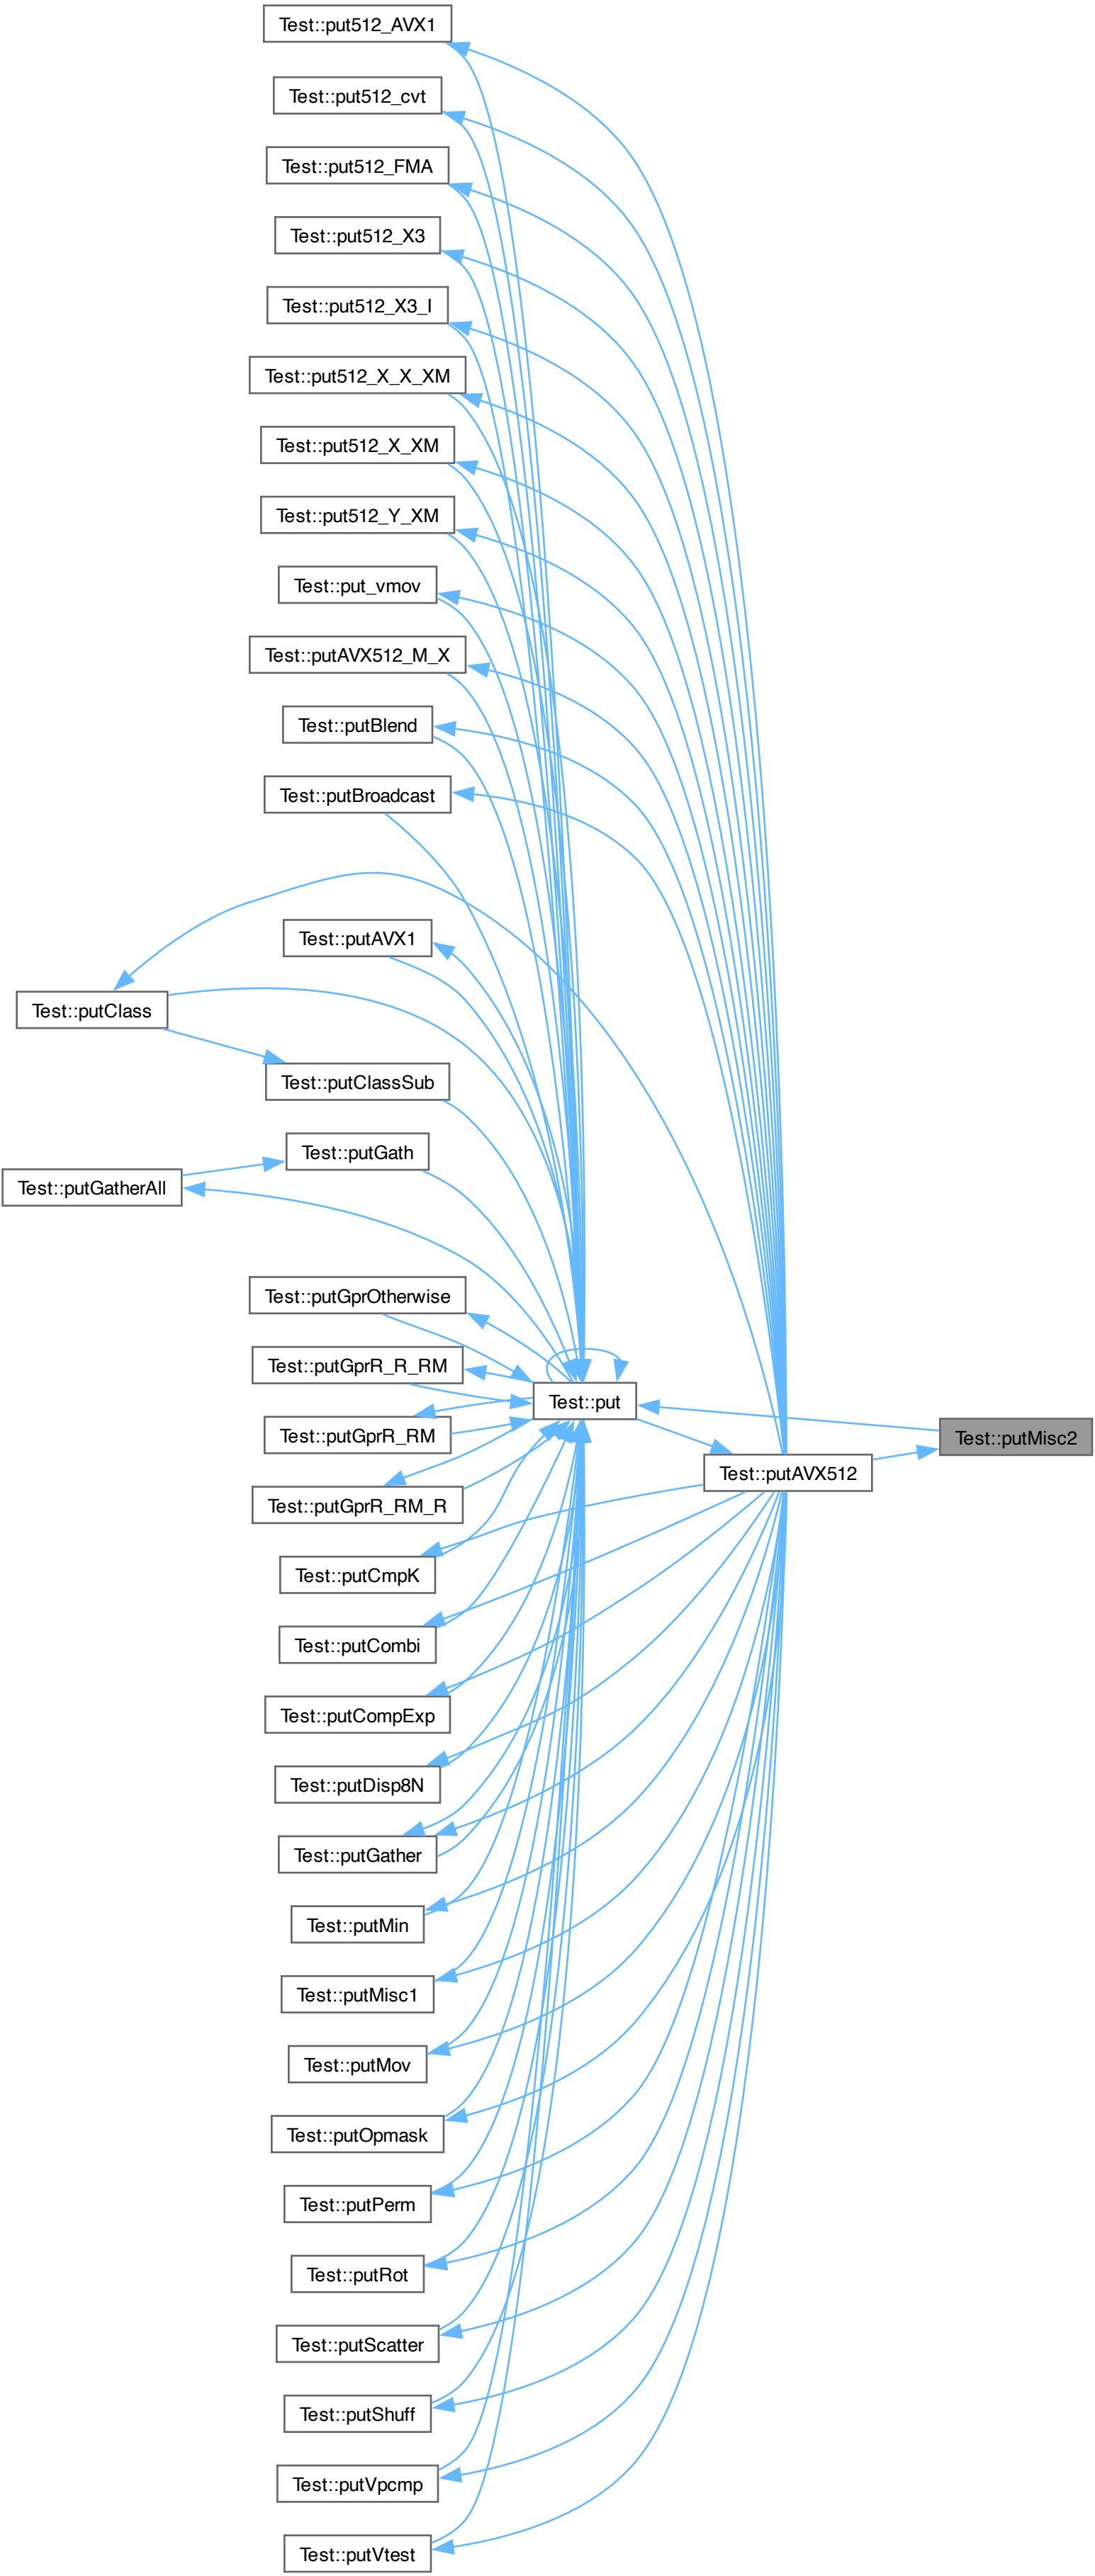 Test::put512_AVX1
Test::put512_cvt
Test::put512_FMA
Test::put512_X3
Test::put512_X3_I
Test::put512_X_X_XM
Test::put512_X_XM
Test::put512_Y_XM
Test::put_vmov
Test::putAVX512_M_X
Test::putBlend
Test::putBroadcast
Test::putAVX1
Test::putClass
Test::putClassSub
Test::putGath
Test::putGatherAll
Test::putGprOtherwise
Test::putGprR_R_RM
Test::put
Test::putGprR_RM
Test::putMisc2
Test::putAVX512
Test::putGprR_RM_R
Test::putCmpK
Test::putCombi
Test::putCompExp
Test::putDisp8N
Test::putGather
Test::putMin
Test::putMisc1
Test::putMov
Test::putOpmask
Test::putPerm
Test::putRot
Test::putScatter
Test::putShuff
Test::putVpcmp
Test::putVtest